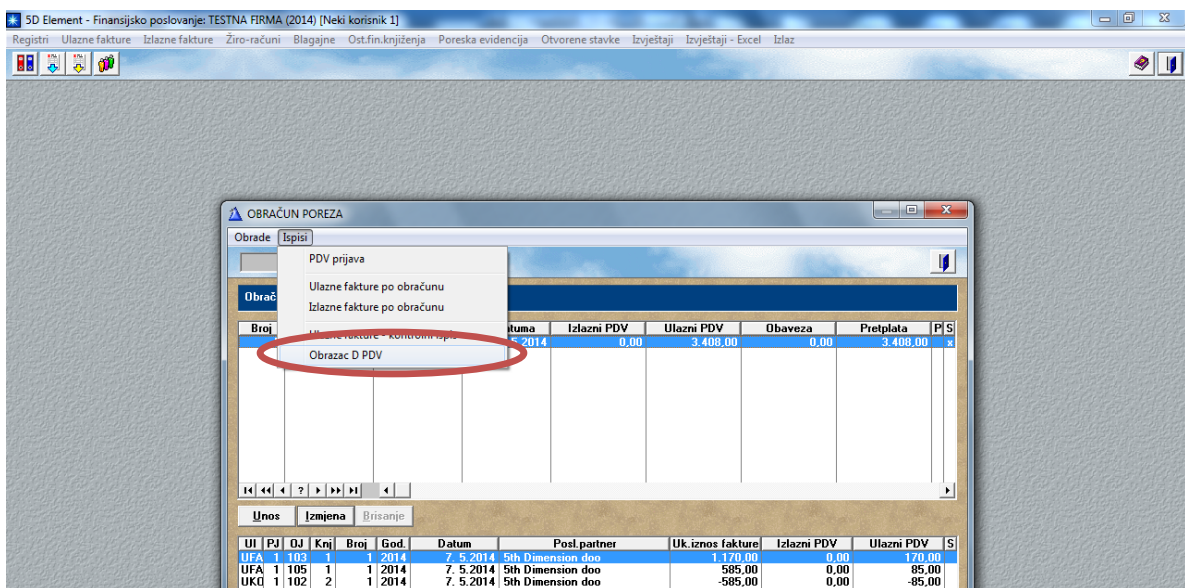 5D Element - Finansijsko poslovanje: TESTNA FIRMA (2014) [Neki korisnik 1]
Registri Ulazne fakture Izlazne fakture Žiro-računi Blagajne Ost.fin.knjiženja Poreska evidencija Otvorene stavke Izvještaji Izvještaji - Excel Izlaz
OBRAČUN POREZA
Obrade Ispisi
PDV prijava
Ulazne fakture po obračunu
Izlazne fakture po obračunu
Ulazne fakture - kontrolni ispis
Obrazac D PDV
Obrač
Broj Izlazni PDV Ulazni PDV Obaveza Pretplata P S
2014 0,00 3.408,00 0,00 3.408,00 x
?
Unos Izmjena Brisanje
UI PJ OJ Knj Broj God. Datum Posl.partner Uk.iznos fakture Izlazni PDV Ulazni PDV S
UFA 1 103 1 1 2014 7. 5.2014 5th Dimension doo 1.170,00 0,00 170,00
UFA 1 105 1 1 2014 7. 5.2014 5th Dimension doo 585,00 0,00 85,00
UKO 1 102 2 1 2014 7. 5.2014 5th Dimension doo -585,00 0,00 -85,00